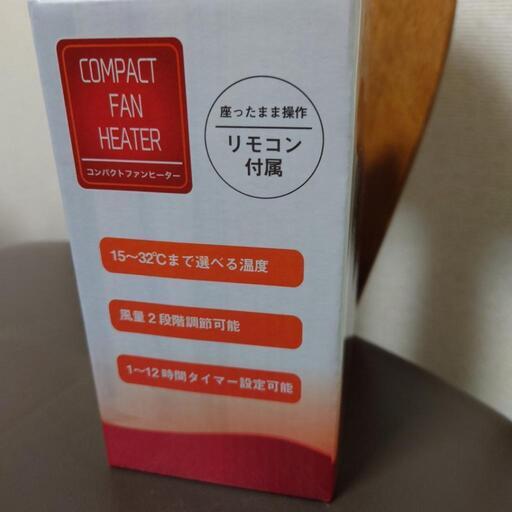 COMPACT
FAN
HEATER
コンパクトファンヒーター
座ったまま操作
リモコン
付属
15〜32℃まで選べる温度
風量2段階調節可能
1〜12時間タイマー設定可能